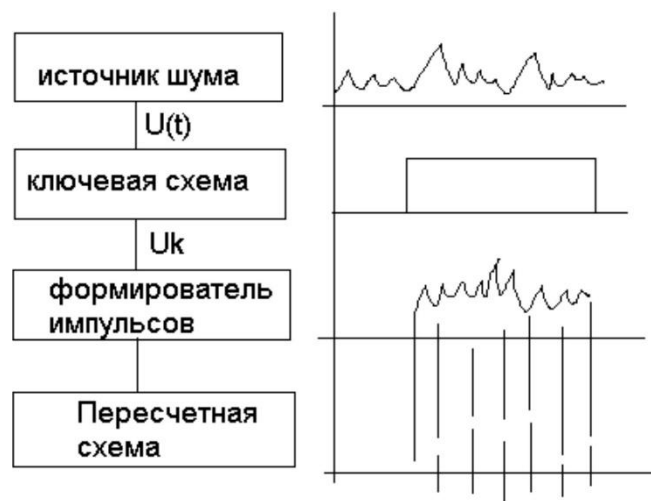 источник шума
U(t)
ключевая схема
Uk
формирователь
импульсов
Пересчетная
схема